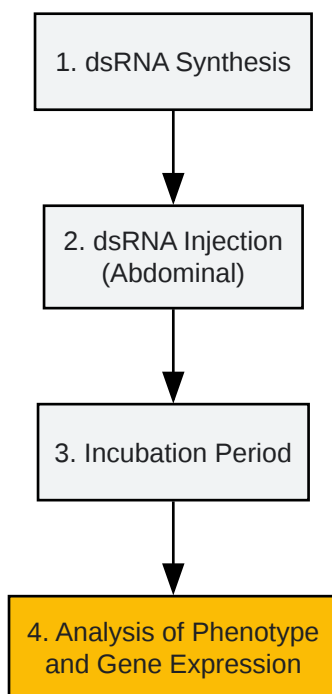 1. dsRNA Synthesis
2. dsRNA Injection
(Abdominal)
3. Incubation Period
4. Analysis of Phenotype
and Gene Expression